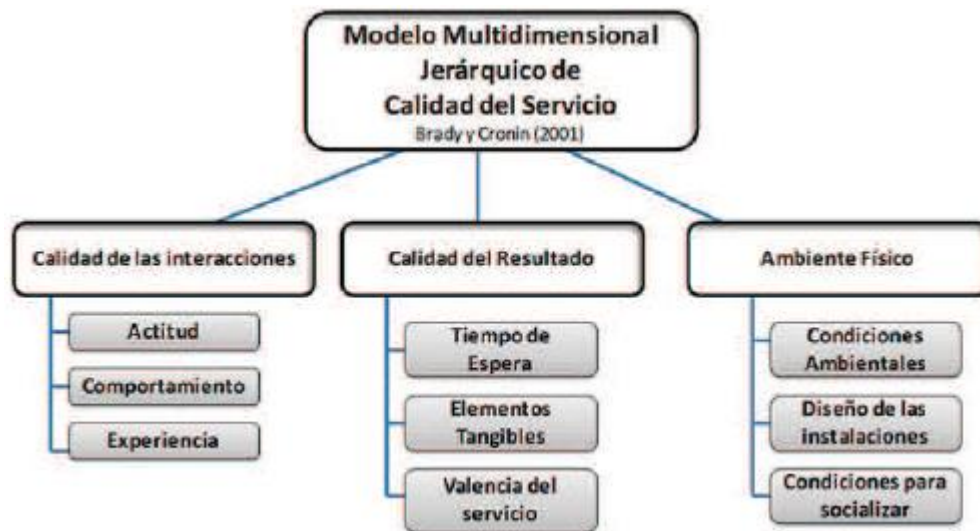 Modelo Multidimensional
Jerárquico de
Calidad del Servicio
Brady y Cronin (2001)
Calidad de las interacciones
Actitud
Comportamiento
Experiencia
Calidad del Resultado
Tiempo de
Espera
Elementos
Tangibles
Valencia del
servicio
Ambiente Físico
Condiciones
Ambientales
Diseño de las
instalaciones
Condiciones para
socializar